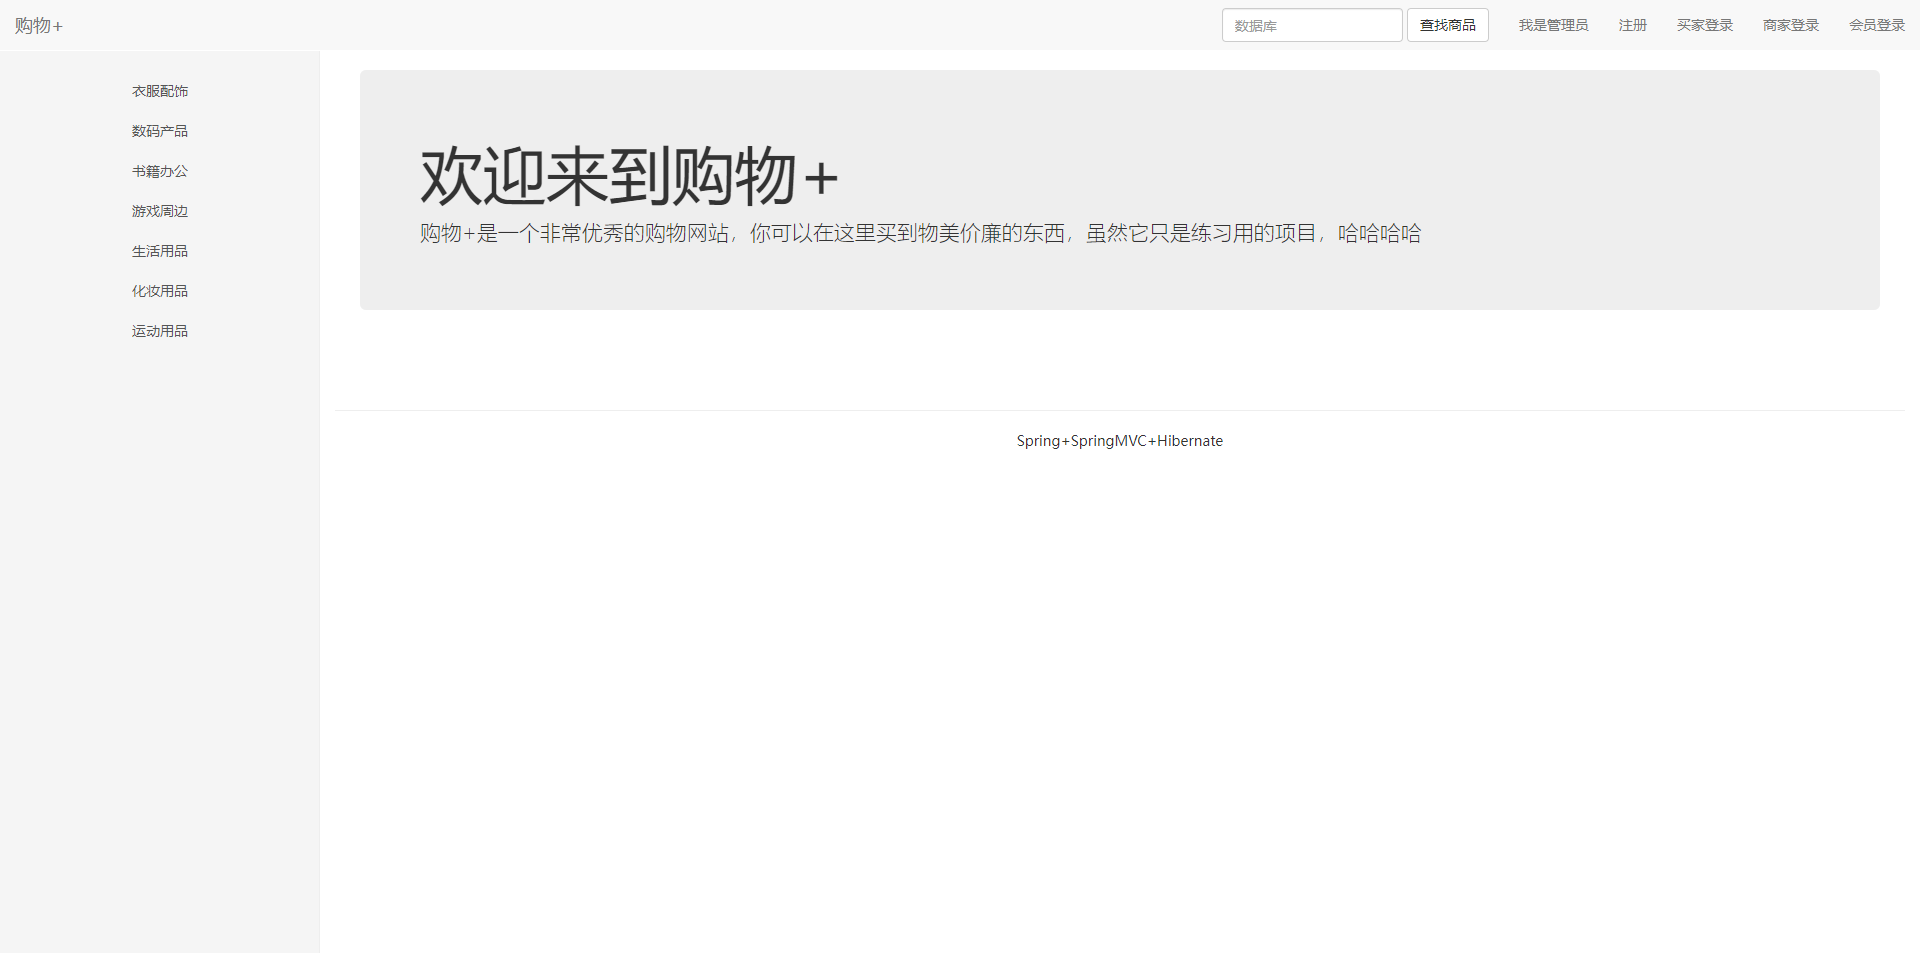 购物+
数据库
查找商品
我是管理员
注册
买家登录
商家登录
会员登录
衣服配饰
数码产品
书籍办公
游戏周边
生活用品
化妆用品
运动用品
欢迎来到购物+
购物+是一个非常优秀的购物网站，你可以在这里买到物美价廉的东西，虽然它只是练习用的项目，哈哈哈哈
Spring+SpringMVC+Hibernate